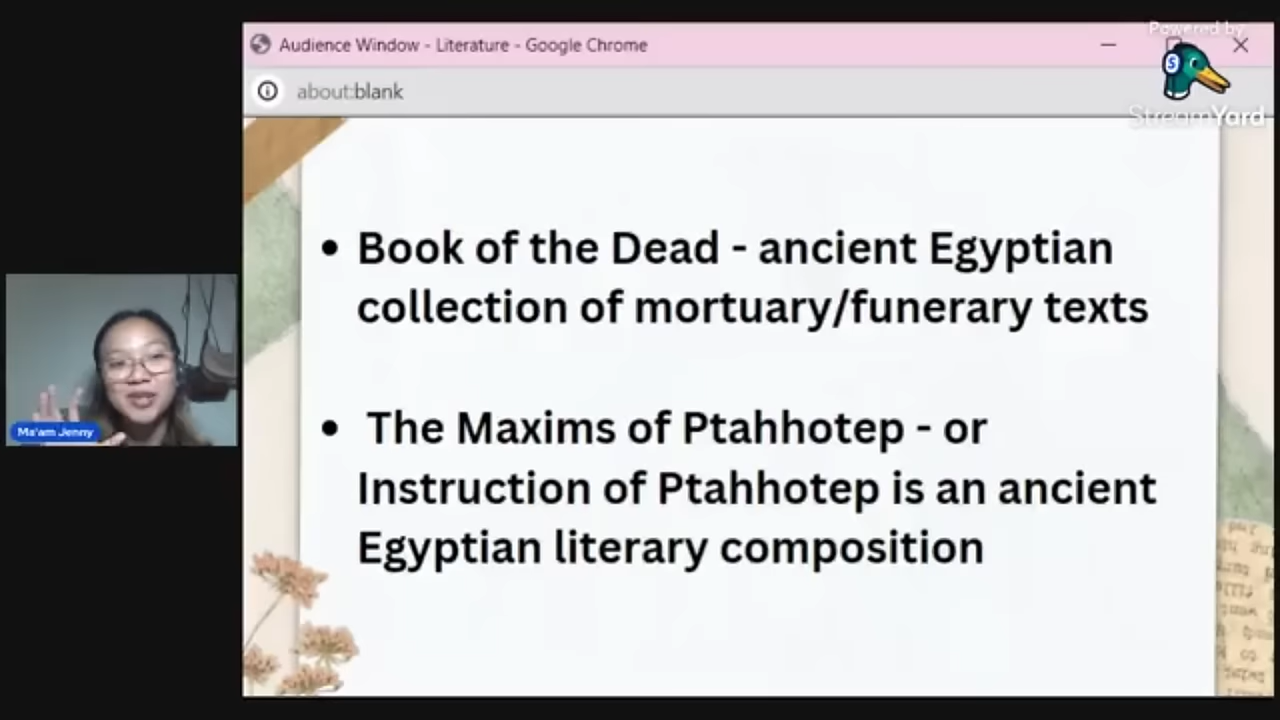 Audience Window - Literature - Google Chrome
Powered by
about:blank
StreamYard
• Book of the Dead - ancient Egyptian
collection of mortuary/funerary texts
• The Maxims of Ptahhotep - or
Instruction of Ptahhotep is an ancient
Egyptian literary composition
Ma'am Jenny